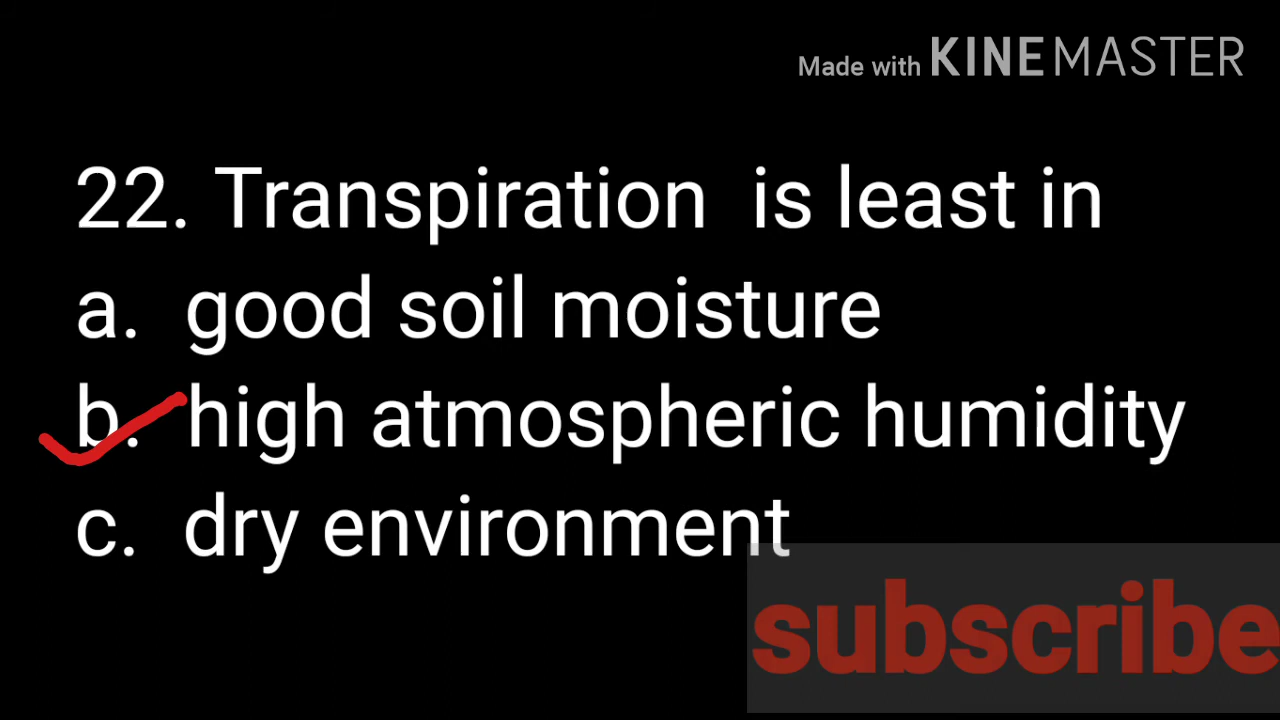 Made with KINEMASTER
22. Transpiration is least in
a. good soil moisture
b. high atmospheric humidity
c. dry environment
subscribe